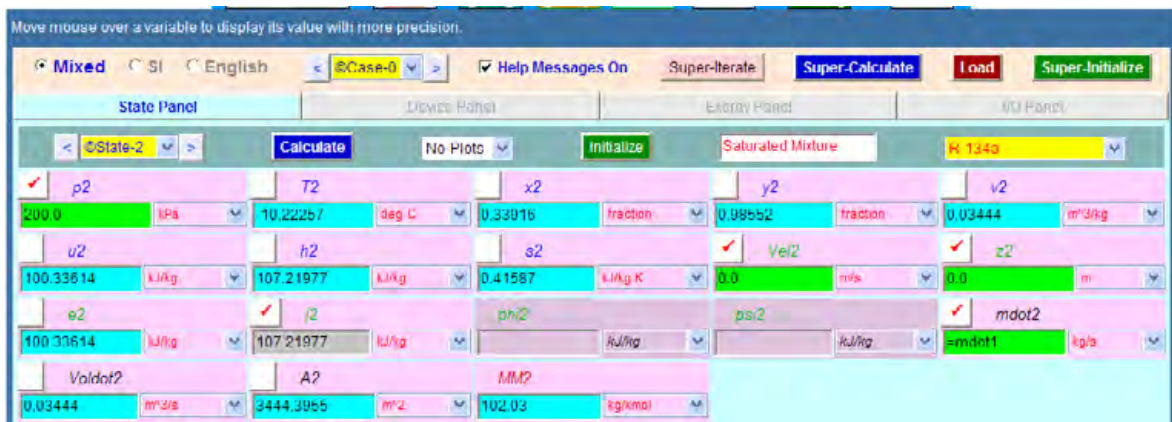 Move mouse over a variable to display its value with more precision.
Mixed SI English < ©Case-0 > Help Messages On Super-Iterate Super-Calculate Load Super-Initialize
State Panel Device Panel Exergy Panel I/O Panel
< ©State-2 > Calculate No Plots Initialize Saturated Mixture R-134a
p2 T2 x2 y2 v2
200.0 kPa -10.22257 deg-C 0.33916 fraction 0.98552 fraction 0.03444 m^3/kg
u2 h2 s2 Vel2 z2
100.33614 kJ/kg 107.21977 kJ/kg 0.41587 kJ/kg.K 0.0 m/s 0.0 m
e2 j2 phi2 psi2 mdot2
100.33614 kJ/kg 107.21977 kJ/kg kJ/kg kJ/kg =mdot1 kg/s
Voldot2 A2 MM2
0.03444 m^3/s 3444.3955 m^2 102.03 kg/kmol